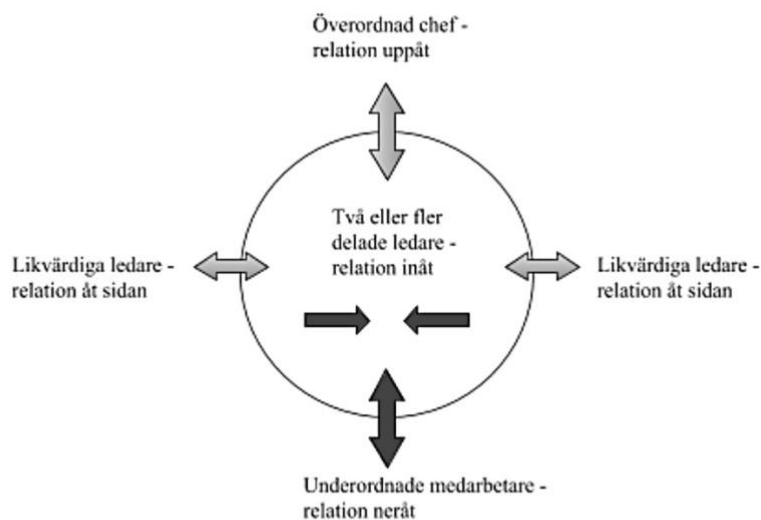 Överordnad chef -
relation uppåt
Två eller fler
delade ledare -
relation inåt
Likvärdiga ledare -
relation åt sidan
Likvärdiga ledare -
relation åt sidan
Underordnade medarbetare -
relation neråt